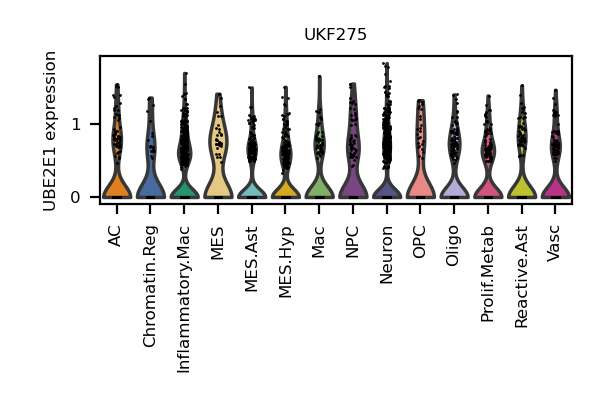 UKF275
UBE2E1 expression
1
0
AC
Chromatin.Reg
Inflammatory.Mac
MES
MES.Ast
MES.Hyp
Mac
NPC
Neuron
OPC
Oligo
Prolif.Metab
Reactive.Ast
Vasc